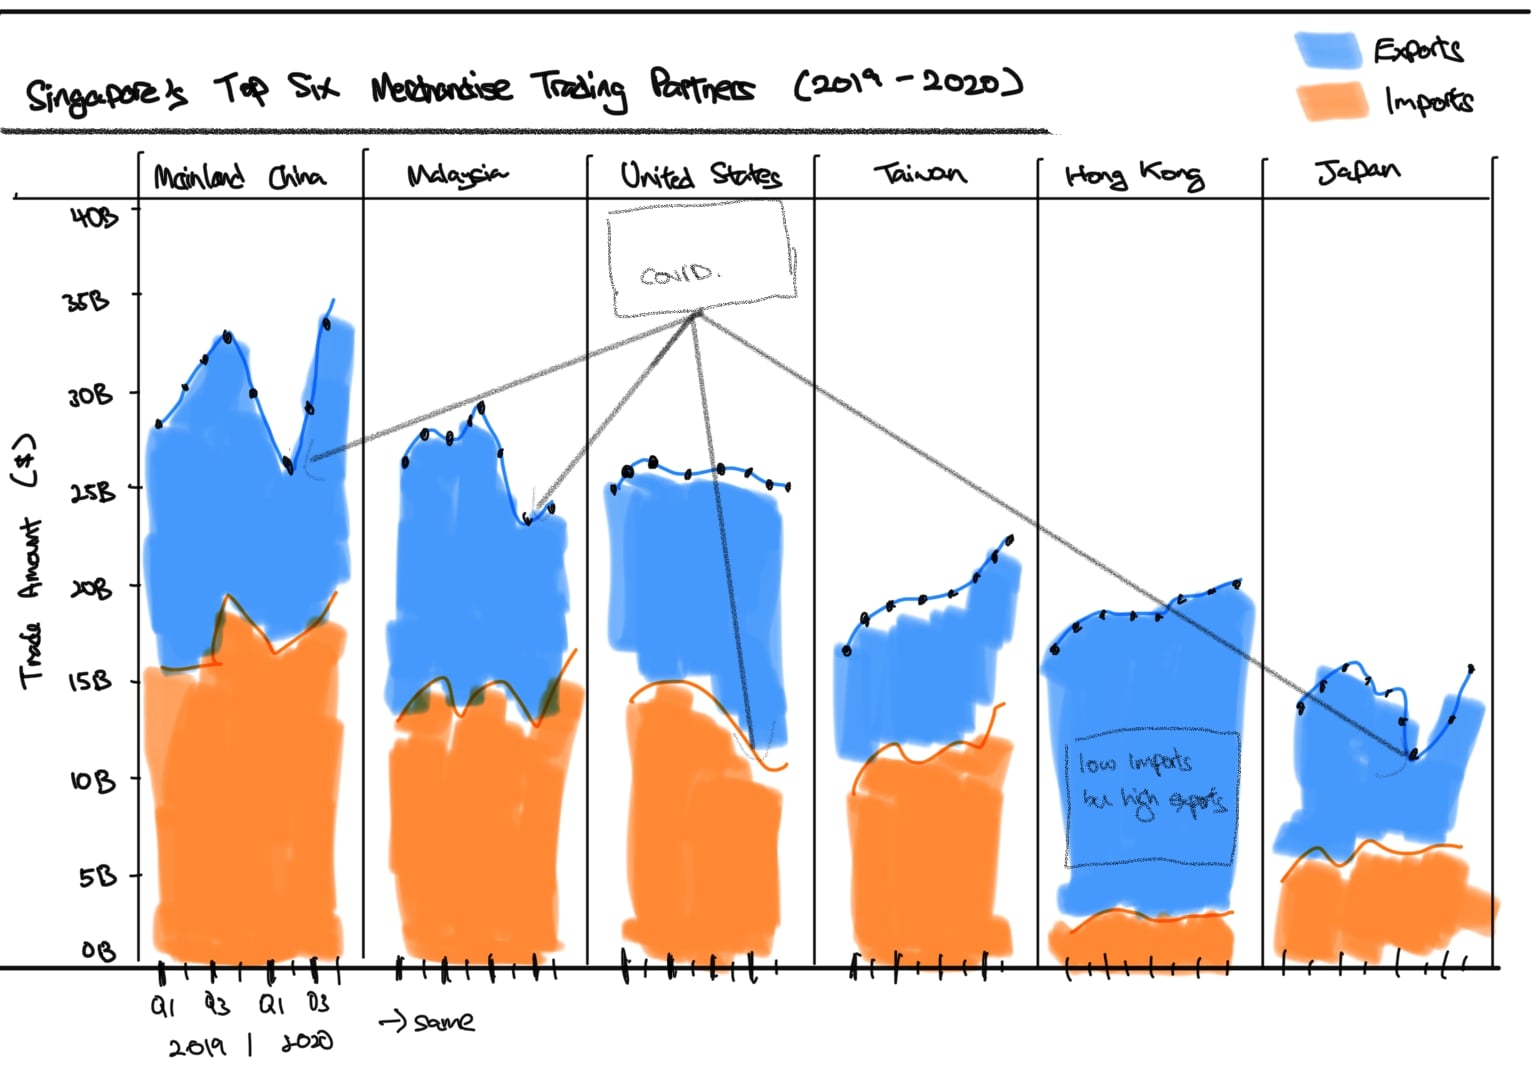 Exports
Imports
Singapore's Top Six Merchandise Trading Partners (2019 - 2020)
Mainland China
Malaysia
United States
Taiwan
Hong Kong
Japan
40B
35B
30B
25B
20B
15B
10B
5B
0B
Trade Amount ($)
COVID.
low imports
but high exports
Q1 Q3 Q1 Q3
2019 | 2020
→ same